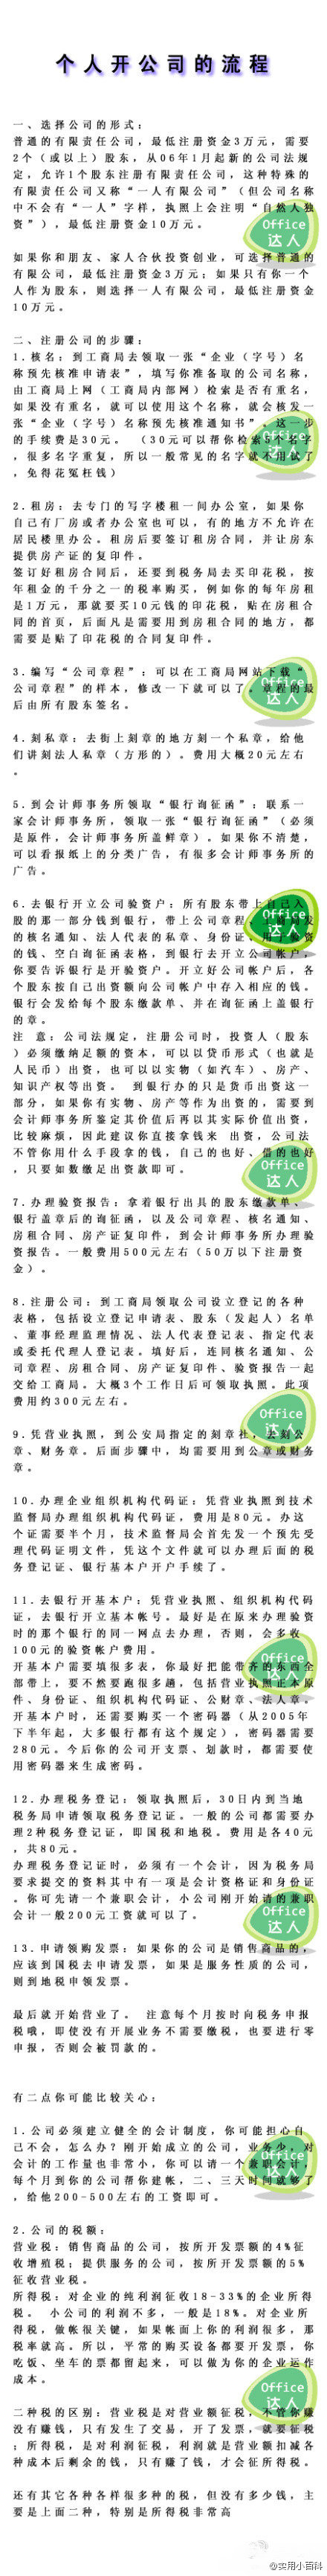 个人开公司的流程
一、选择公司的形式：
普通的有限责任公司，最低注册资金3万元，需要
2个（或以上）股东，从06年1月起新的公司法规
定，允许1个股东注册有限责任公司，这种特殊的
有限责任公司又称“一人有限公司”（但公司名称
中不会有“一人”字样，执照上会注明“自然人独
资”），最低注册资金10万元。
如果你和朋友、家人合伙投资创业，可选择普通的
有限公司，最低注册资金3万元；如果只有你一个
人作为股东，则选择一人有限公司，最低注册资金
10万元。
二、注册公司的步骤：
1.核名：到工商局去领取一张“企业（字号）名
称预先核准申请表”，填写你准备取的公司名称，
由工商局上网（工商局内部网）检索是否有重名，
如果没有重名，就可以使用这个名称，就会核发一
张“企业（字号）名称预先核准通知书”。这一步
的手续费是30元。（30元可以帮你检索5个名字
，很多名字重复，所以一般常见的名字就不用试了
，免得花冤枉钱）
2.租房：去专门的写字楼租一间办公室，如果你
自己有厂房或者办公室也可以，有的地方不允许在
居民楼里办公。租房后要签订租房合同，并让房东
提供房产证的复印件。
签订好租房合同后，还要到税务局去买印花税，按
年租金的千分之一的税率购买，例如你的每年房租
是1万元，那就要买10元钱的印花税，贴在房租合
同的首页，后面凡是需要用到房租合同的地方，都
需要是贴了印花税的合同复印件。
3.编写“公司章程”：可以在工商局网站下载“
公司章程”的样本，修改一下就可以了。章程的最
后由所有股东签名。
4.刻私章：去街上刻章的地方刻一个私章，给他
们讲刻法人私章（方形的）。费用大概20元左右
。
5.到会计师事务所领取“银行询征函”：联系一
家会计师事务所，领取一张“银行询征函”（必须
是原件，会计师事务所盖鲜章）。如果你不清楚，
可以看报纸上的分类广告，有很多会计师事务所的
广告。
6.去银行开立公司验资户：所有股东带上自己入
股的那一部分钱到银行，带上公司章程、工商局发
的核名通知、法人代表的私章、身份证、用于验资
的钱、空白询征函表格，到银行去开立公司帐户，
你要告诉银行是开验资户。开立好公司帐户后，各
个股东按自己出资额向公司帐户中存入相应的钱。
银行会发给每个股东缴款单、并在询征函上盖银行
的章。
注 意：公司法规定，注册公司时，投资人（股东
）必须缴纳足额的资本，可以以货币形式（也就是
人民币）出资，也可以以实物（如汽车）、房产、
知识产权等出资。 到银行办的只是货币出资这一
部分，如果你有实物、房产等作为出资的，需要到
会计师事务所鉴定其价值后再以其实际价值出资，
比较麻烦，因此建议你直接拿钱来 出资，公司法
不管你用什么手段拿的钱，自己的也好、借的也好
，只要如数缴足出资款即可。
7.办理验资报告：拿着银行出具的股东缴款单、
银行盖章后的询征函，以及公司章程、核名通知、
房租合同、房产证复印件，到会计师事务所办理验
资报告。一般费用500元左右（50万以下注册资
金）。
8.注册公司：到工商局领取公司设立登记的各种
表格，包括设立登记申请表、股东（发起人）名单
、董事经理监理情况、法人代表登记表、指定代表
或委托代理人登记表。填好后，连同核名通知、公
司章程、房租合同、房产证复印件、验资报告一起
交给工商局。大概3个工作日后可领取执照。此项
费用约300元左右。
9.凭营业执照，到公安局指定的刻章社，去刻公
章、财务章。后面步骤中，均需要用到公章或财务
章。
10.办理企业组织机构代码证：凭营业执照到技术
监督局办理组织机构代码证，费用是80元。办这
个证需要半个月，技术监督局会首先发一个预先受
理代码证明文件，凭这个文件就可以办理后面的税
务登记证、银行基本户开户手续了。
11.去银行开基本户：凭营业执照、组织机构代码
证，去银行开立基本帐号。最好是在原来办理验资
时的那个银行的同一网点去办理，否则，会多收
100元的验资帐户费用。
开基本户需要填很多表，你最好把能带齐的东西全
部带上，要不然要跑很多趟，包括营业执照正本原
件、身份证、组织机构代码证、公财章、法人章。
开基本户时，还需要购买一个密码器（从2005年
下半年起，大多银行都有这个规定），密码器需要
280元。今后你的公司开支票、划款时，都需要使
用密码器来生成密码。
12.办理税务登记：领取执照后，30日内到当地
税务局申请领取税务登记证。一般的公司都需要办
理2种税务登记证，即国税和地税。费用是各40元
，共80元。
办理税务登记证时，必须有一个会计，因为税务局
要求提交的资料其中有一项是会计资格证和身份证
。你可先请一个兼职会计，小公司刚开始请的兼职
会计一般200元工资就可以了。
13.申请领购发票：如果你的公司是销售商品的，
应该到国税去申请发票，如果是服务性质的公司，
则到地税申领发票。
最后就开始营业了。 注意每个月按时向税务申报
税哦，即使没有开展业务不需要缴税，也要进行零
申报，否则会被罚款的。
有二点你可能比较关心：
1.公司必须建立健全的会计制度，你可能担心自
己不会，怎么办？刚开始成立的公司，业务少，对
会计的工作量也非常小，你可以请一个兼职会计，
每个月到你的公司帮你建帐，二、三天时间就够了
，给他200-500左右的工资即可。
2.公司的税额：
营业税：销售商品的公司，按所开发票额的4%征
收增殖税；提供服务的公司，按所开发票额的5%
征收营业税。
所得税：对企业的纯利润征收18-33%的企业所得
税。 小公司的利润不多，一般是18%。对企业所
得税，做帐很关键，如果帐面上你的利润很多，那
税率就高。所以，平常的购买设备都要开发票，你
吃饭、坐车的票都留起来，可以做为你的企业运作
成本。
二种税的区别：营业税是对营业额征税，不管你赚
没有赚钱，只有发生了交易，开了发票，就要征税
；所得税，是对利润征税，利润就是营业额扣减各
种成本后剩余的钱，只有赚了钱，才会征所得税。
还有其它各种各样很多种的税，但没有多少钱。主
要是上面二种，特别是所得税非常高
Office
达人
Office
达人
Office
达人
Office
达人
Office
达人
Office
达人
Office
达人
Office
达人
Office
达人
Office
达人
@实用小百科